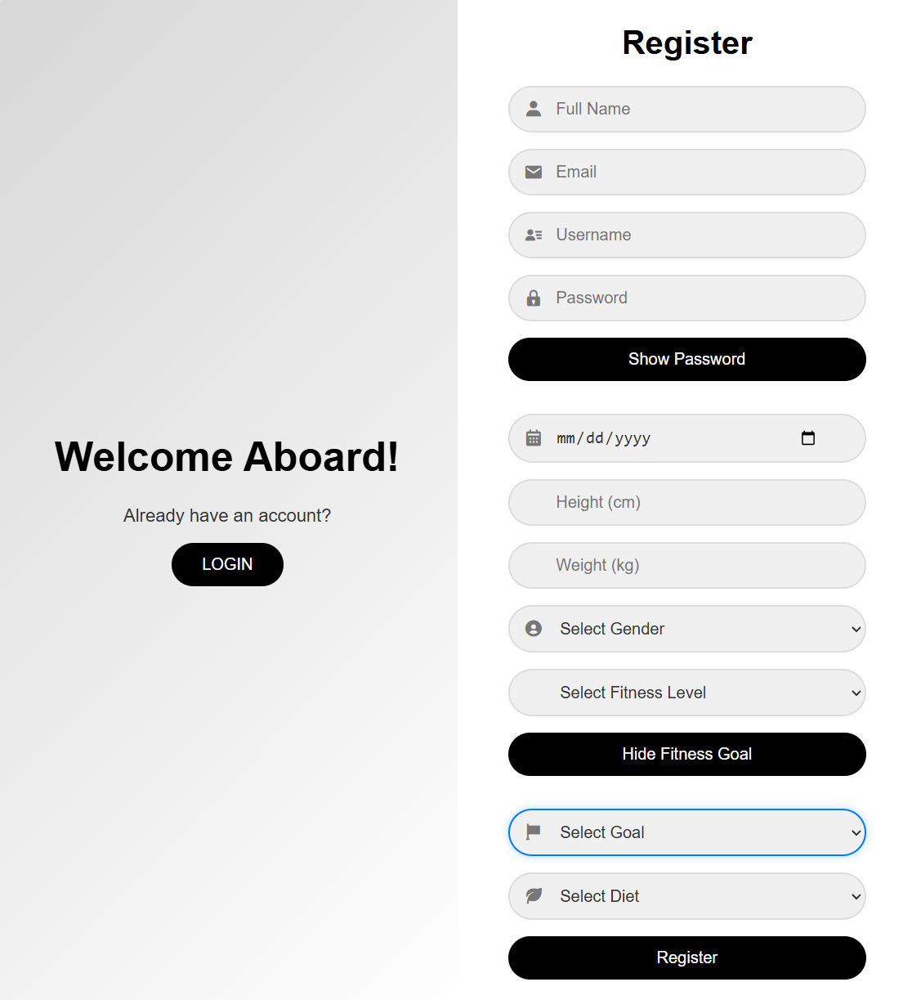 Welcome Aboard!
Already have an account?
LOGIN
Register
Full Name
Email
Username
Password
Show Password
mm/dd/yyyy
Height (cm)
Weight (kg)
Select Gender
Select Fitness Level
Hide Fitness Goal
Select Goal
Select Diet
Register